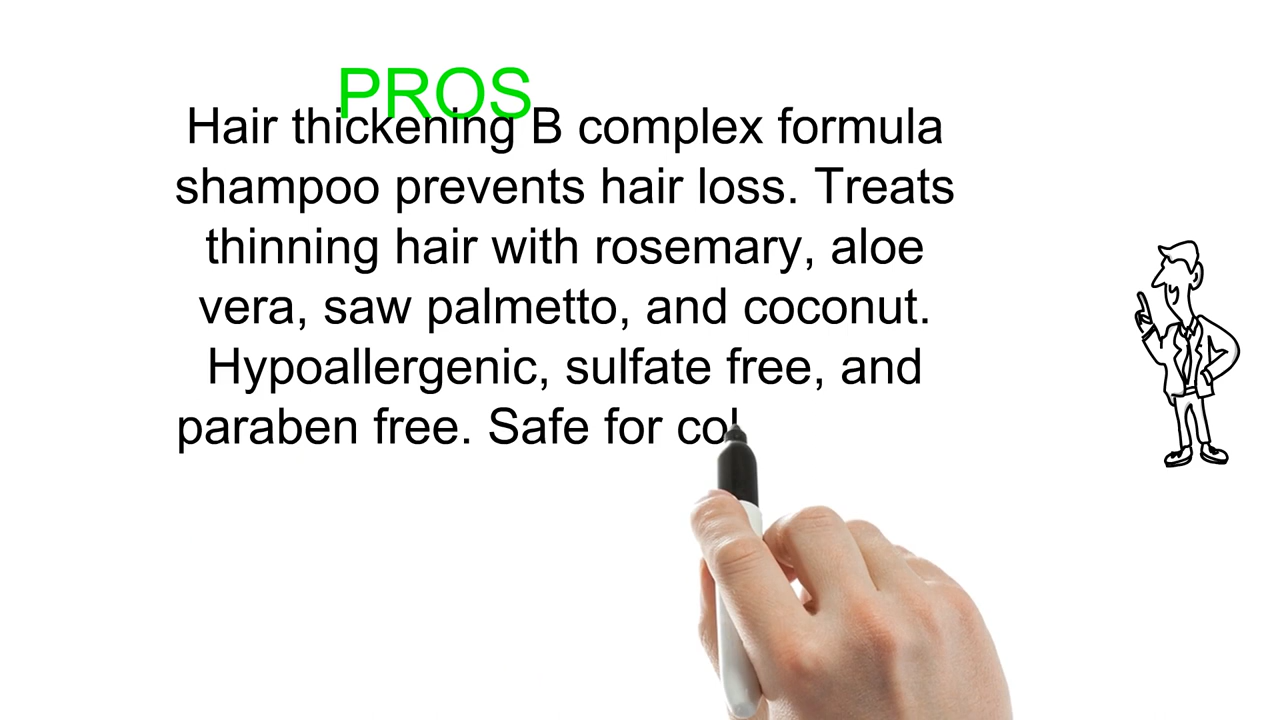 PROS
Hair thickening B complex formula
shampoo prevents hair loss. Treats
thinning hair with rosemary, aloe
vera, saw palmetto, and coconut.
Hypoallergenic, sulfate free, and
paraben free. Safe for col